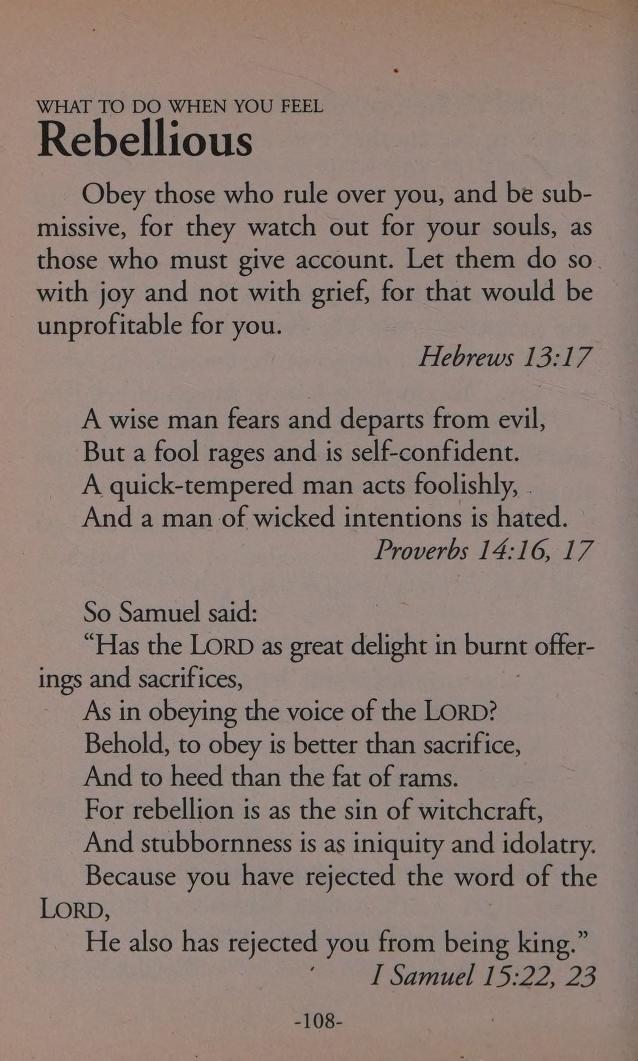 WHAT TO DO WHEN YOU FEEL
Rebellious
Obey those who rule over you, and be sub-
missive, for they watch out for your souls, as
those who must give account. Let them do so
with joy and not with grief, for that would be
unprofitable for you.
Hebrews 13:17
A wise man fears and departs from evil,
But a fool rages and is self-confident.
A quick-tempered man acts foolishly,
And a man of wicked intentions is hated.
Proverbs 14:16, 17
So Samuel said:
“Has the LORD as great delight in burnt offer-
ings and sacrifices,
As in obeying the voice of the LORD?
Behold, to obey is better than sacrifice,
And to heed than the fat of rams.
For rebellion is as the sin of witchcraft,
And stubbornness is as iniquity and idolatry.
Because you have rejected the word of the
LORD,
He also has rejected you from being king.”
I Samuel 15:22, 23
-108-